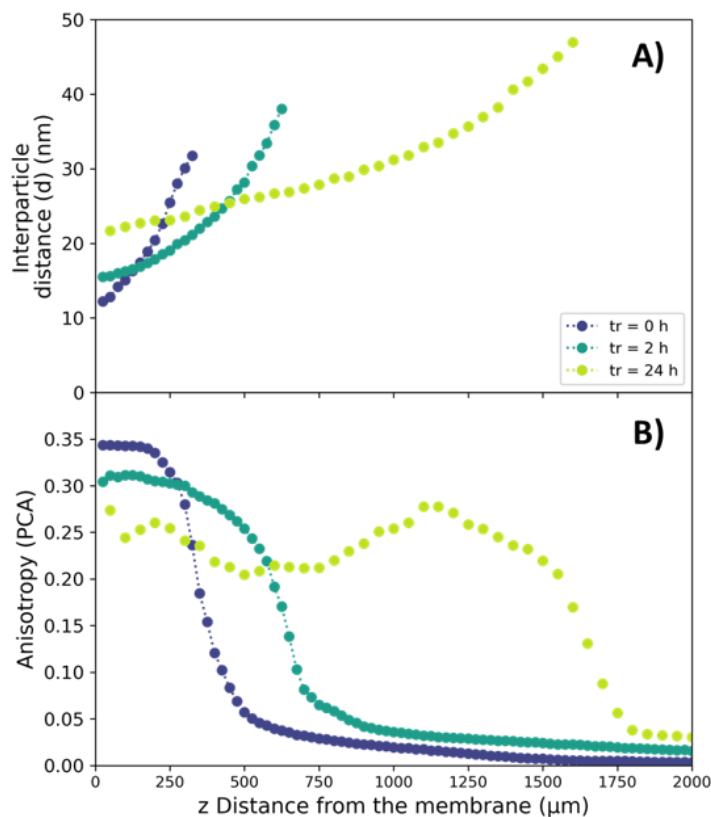 A)
50
40
30
20
10
0
Interparticle
distance (d) (nm)
tr = 0 h
tr = 2 h
tr = 24 h
B)
0.35
0.30
0.25
0.20
0.15
0.10
0.05
0.00
Anisotropy (PCA)
0 250 500 750 1000 1250 1500 1750 2000
z Distance from the membrane (μm)